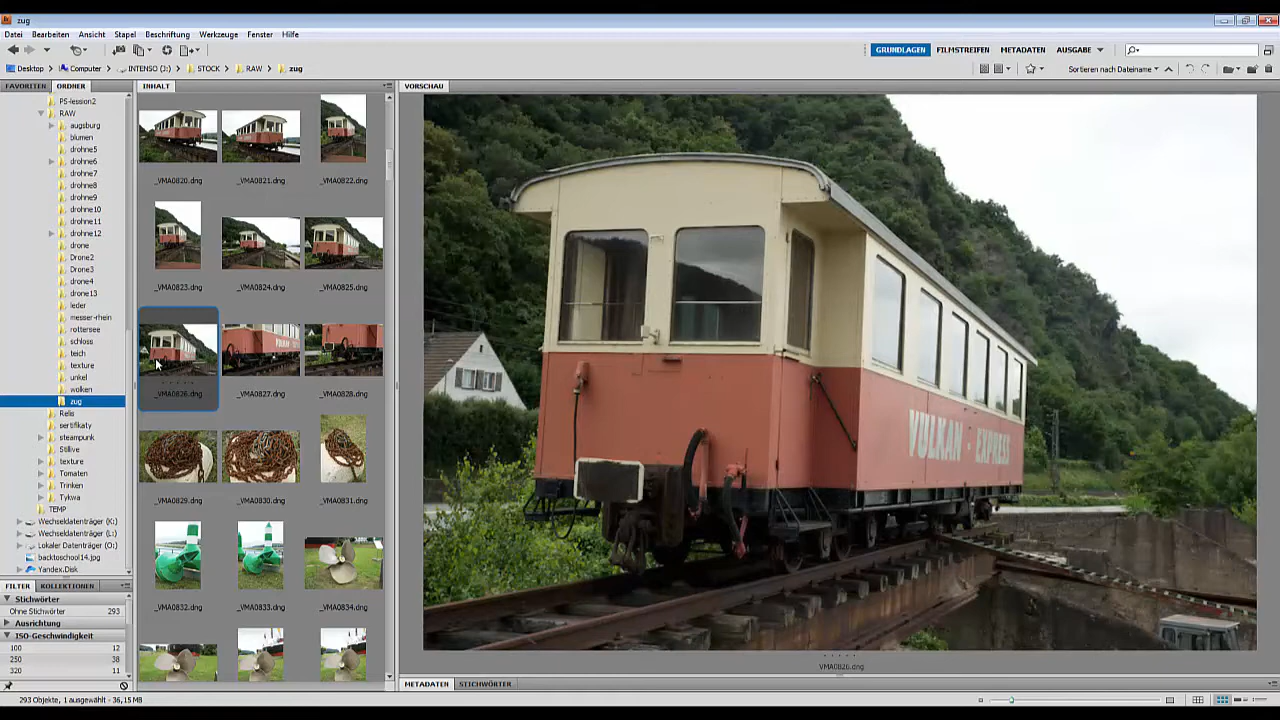 zug
Datei Bearbeiten Ansicht Stapel Beschriftung Werkzeuge Fenster Hilfe
GRUNDLAGEN FILMSTREIFEN METADATEN AUSGABE
Desktop Computer INTENSO (J:) STOCK RAW zug
Sortieren nach Dateiname
FAVORITEN ORDNER
PS-lession2
RAW
augsburg
blumen
drohne5
drohne6
drohne7
drohne8
drohne9
drohne10
drohne11
drohne12
drone
Drone2
Drone3
drone4
drone13
leder
messer-rhein
rottersee
schloss
teich
texture
unkel
wolken
zug
Relis
sertifikaty
steampunk
Stillive
texture
Tomaten
Trinken
Tykwa
TEMP
Wechseldatenträger (K:)
Wechseldatenträger (L:)
Lokaler Datenträger (O:)
backtoschool14.jpg
Yandex.Disk
FILTER KOLLEKTIONEN
Stichwörter
Ohne Stichwörter 293
Ausrichtung
ISO-Geschwindigkeit
100 12
250 38
320 11
INHALT
_VMA0820.dng _VMA0821.dng _VMA0822.dng
_VMA0823.dng _VMA0824.dng _VMA0825.dng
_VMA0826.dng _VMA0827.dng _VMA0828.dng
_VMA0829.dng _VMA0830.dng _VMA0831.dng
_VMA0832.dng _VMA0833.dng _VMA0834.dng
VORSCHAU
VULKAN - EXPRESS
_VMA0826.dng
METADATEN STICHWÖRTER
293 Objekte, 1 ausgewählt - 36,15 MB